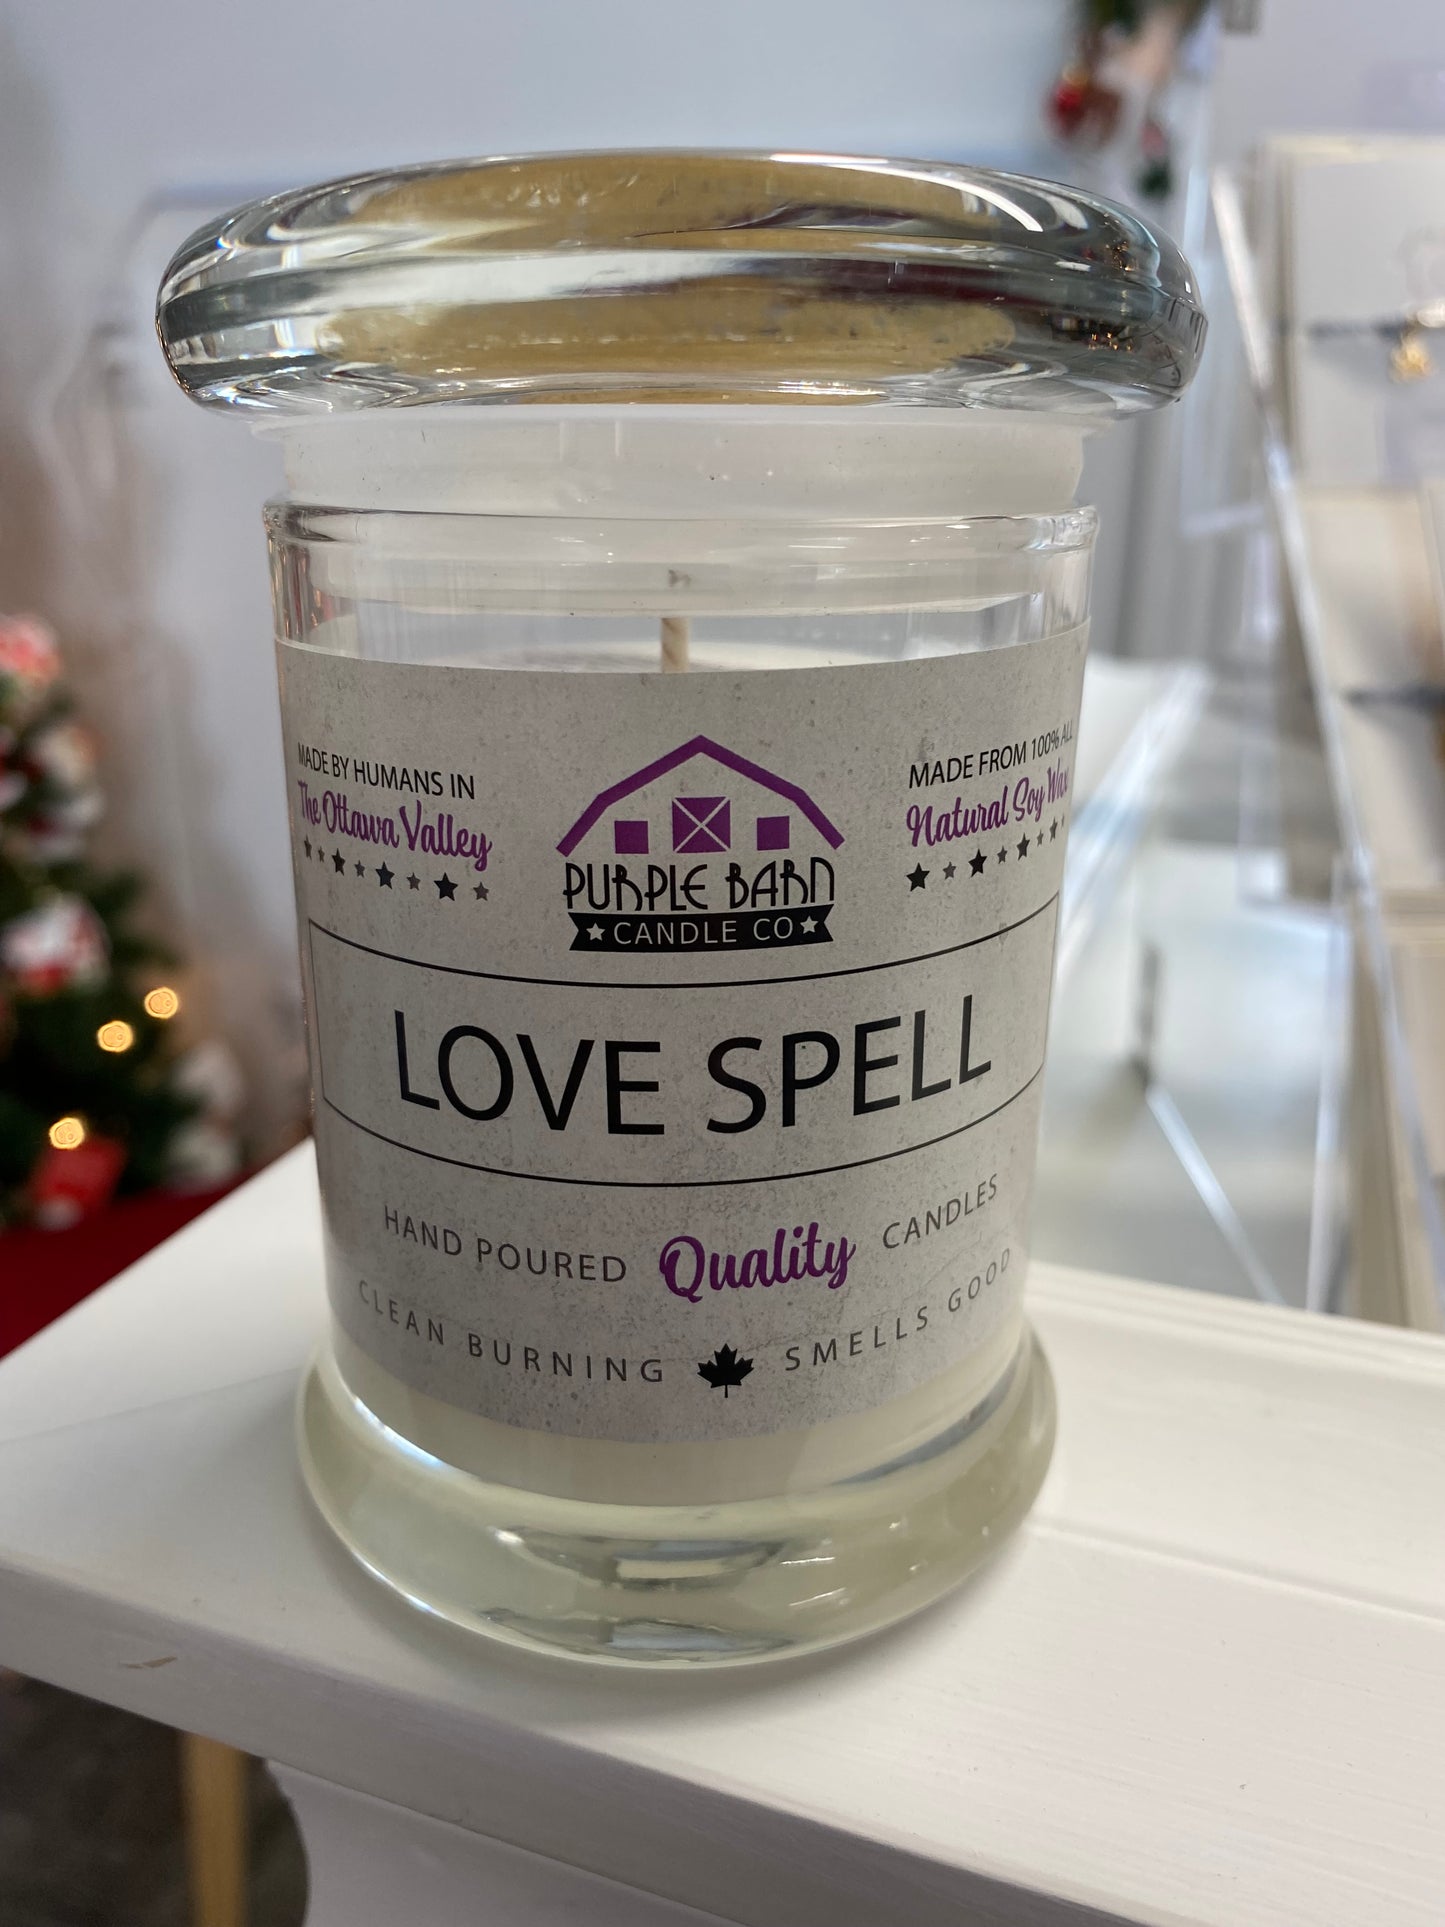 MADE BY HUMANS IN
The Ottawa Valley
PURPLE BARN
CANDLE CO
MADE FROM 100% ALL
Natural Soy Wax
LOVE SPELL
HAND POURED Quality CANDLES
CLEAN BURNING SMELLS GOOD